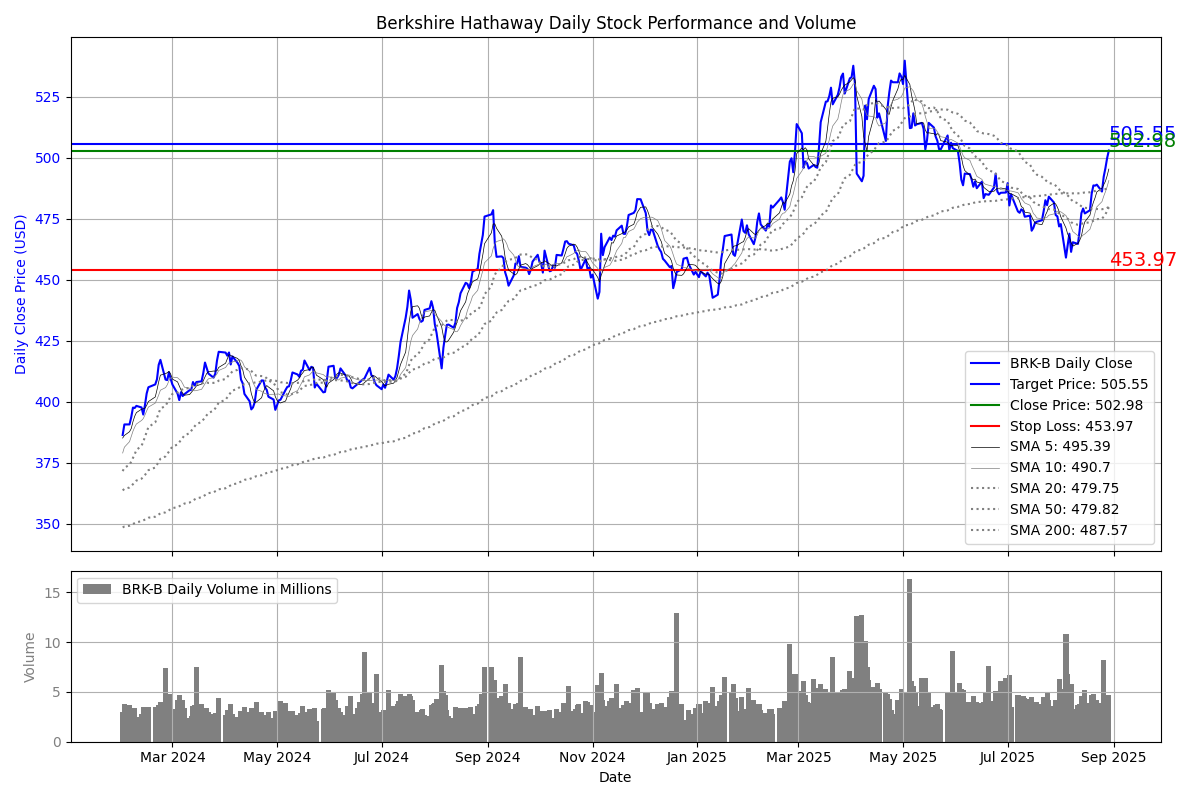 Berkshire Hathaway Daily Stock Performance and Volume
Daily Close Price (USD)
525
500
475
450
425
400
375
350
505.55
502.98
453.97
BRK-B Daily Close
Target Price: 505.55
Close Price: 502.98
Stop Loss: 453.97
SMA 5: 495.39
SMA 10: 490.7
SMA 20: 479.75
SMA 50: 479.82
SMA 200: 487.57
Volume
15
10
5
0
BRK-B Daily Volume in Millions
Mar 2024 May 2024 Jul 2024 Sep 2024 Nov 2024 Jan 2025 Mar 2025 May 2025 Jul 2025 Sep 2025
Date